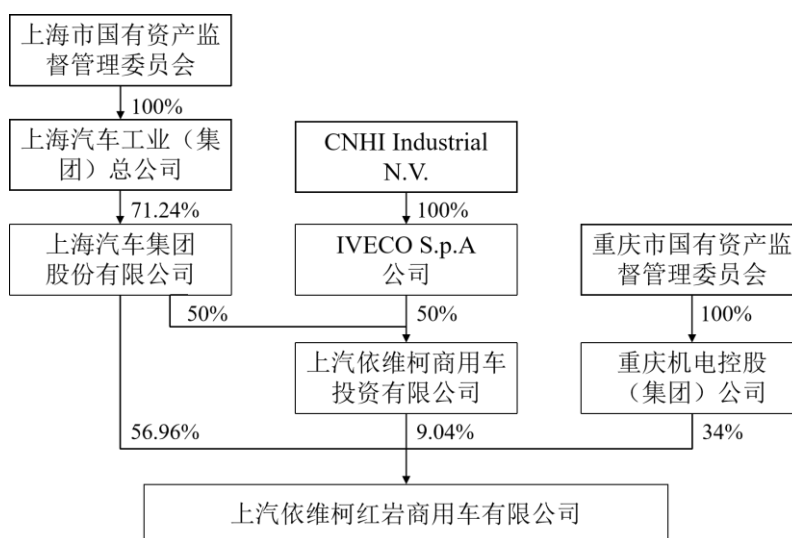 上海市国有资产监
督管理委员会
100%
上海汽车工业（集
团）总公司
CNHI Industrial
N.V.
71.24%
100%
上海汽车集团
股份有限公司
IVECO S.p.A
公司
重庆市国有资产监
督管理委员会
50%
50%
100%
上汽依维柯商用车
投资有限公司
重庆机电控股
（集团）公司
56.96%
9.04%
34%
上汽依维柯红岩商用车有限公司